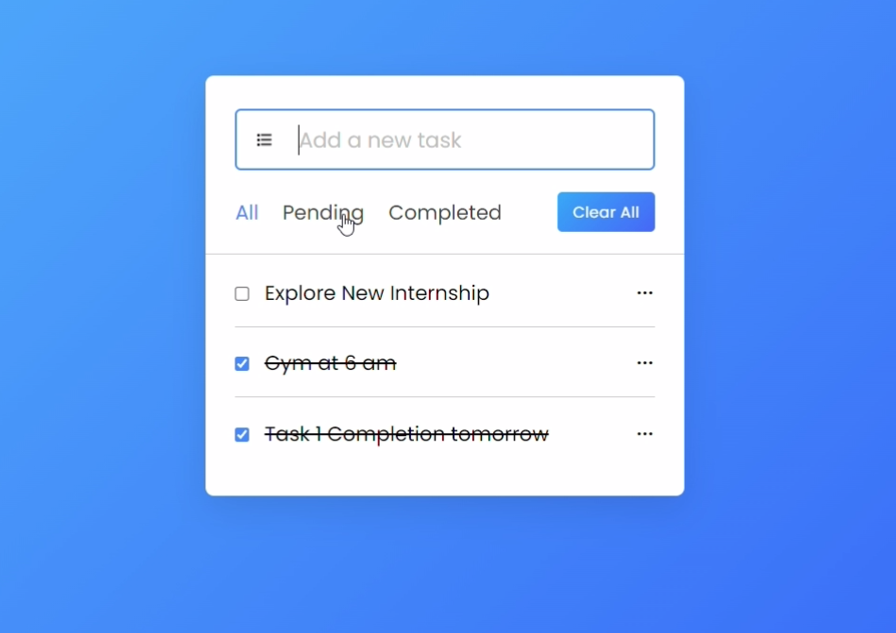 Add a new task
All Pending Completed Clear All
Explore New Internship
Gym at 6 am
Task 1 Completion tomorrow